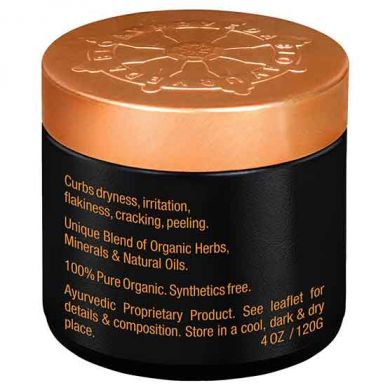 Curbs dryness, irritation,
flakiness, cracking, peeling.
Unique Blend of Organic Herbs,
Minerals & Natural Oils.
100% Pure Organic. Synthetics free.
Ayurvedic Proprietary Product. See leaflet for
details & composition. Store in a cool, dark & dry
place.
4 OZ / 120G